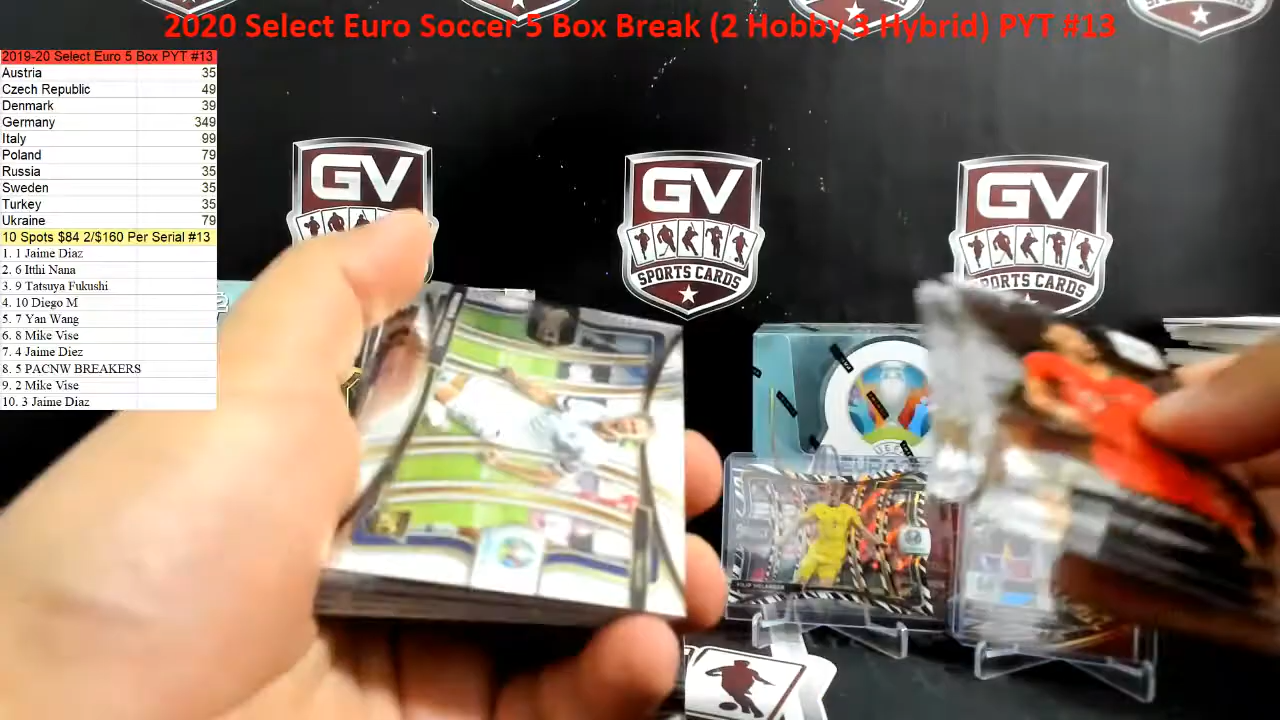 2020 Select Euro Soccer 5 Box Break (2 Hobby 3 Hybrid) PYT #13
2019-20 Select Euro 5 Box PYT #13
Austria 35
Czech Republic 49
Denmark 39
Germany 349
Italy 99
Poland 79
Russia 35
Sweden 35
Turkey 35
Ukraine 79
10 Spots $84 2/$160 Per Serial #13
1. 1 Jaime Diaz
2. 6 Itthi Nana
3. 9 Tatsuya Fukushi
4. 10 Diego M
5. 7 Yan Wang
6. 8 Mike Vise
7. 4 Jaime Diez
8. 5 PACNW BREAKERS
9. 2 Mike Vise
10. 3 Jaime Diaz
GV
GV
SPORTS CARDS
GV
SPORTS CARDS